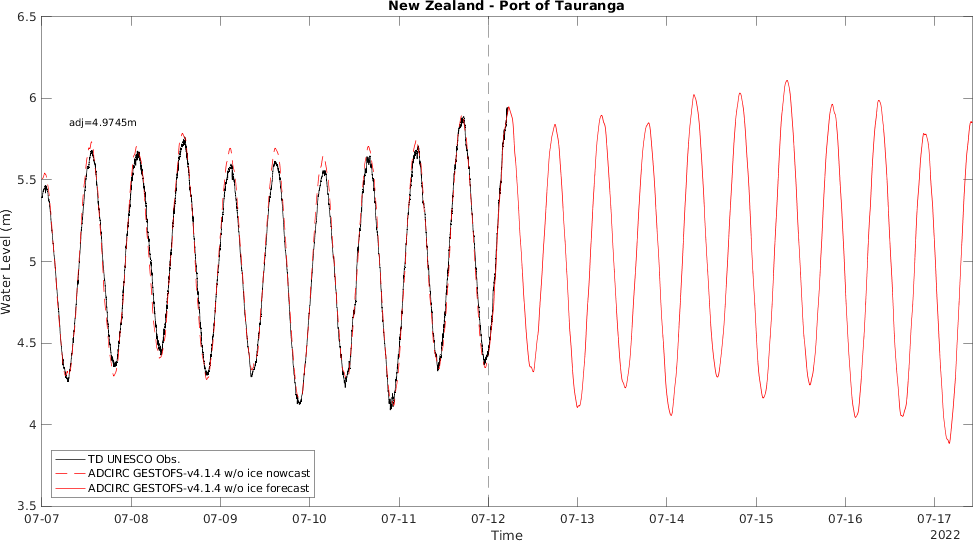 New Zealand - Port of Tauranga
6.5
6
5.5
5
4.5
4
3.5
Water Level (m)
adj=4.9745m
TD UNESCO Obs.
ADCIRC GESTOFS-v4.1.4 w/o ice nowcast
ADCIRC GESTOFS-v4.1.4 w/o ice forecast
07-07 07-08 07-09 07-10 07-11 07-12 07-13 07-14 07-15 07-16 07-17
Time
2022